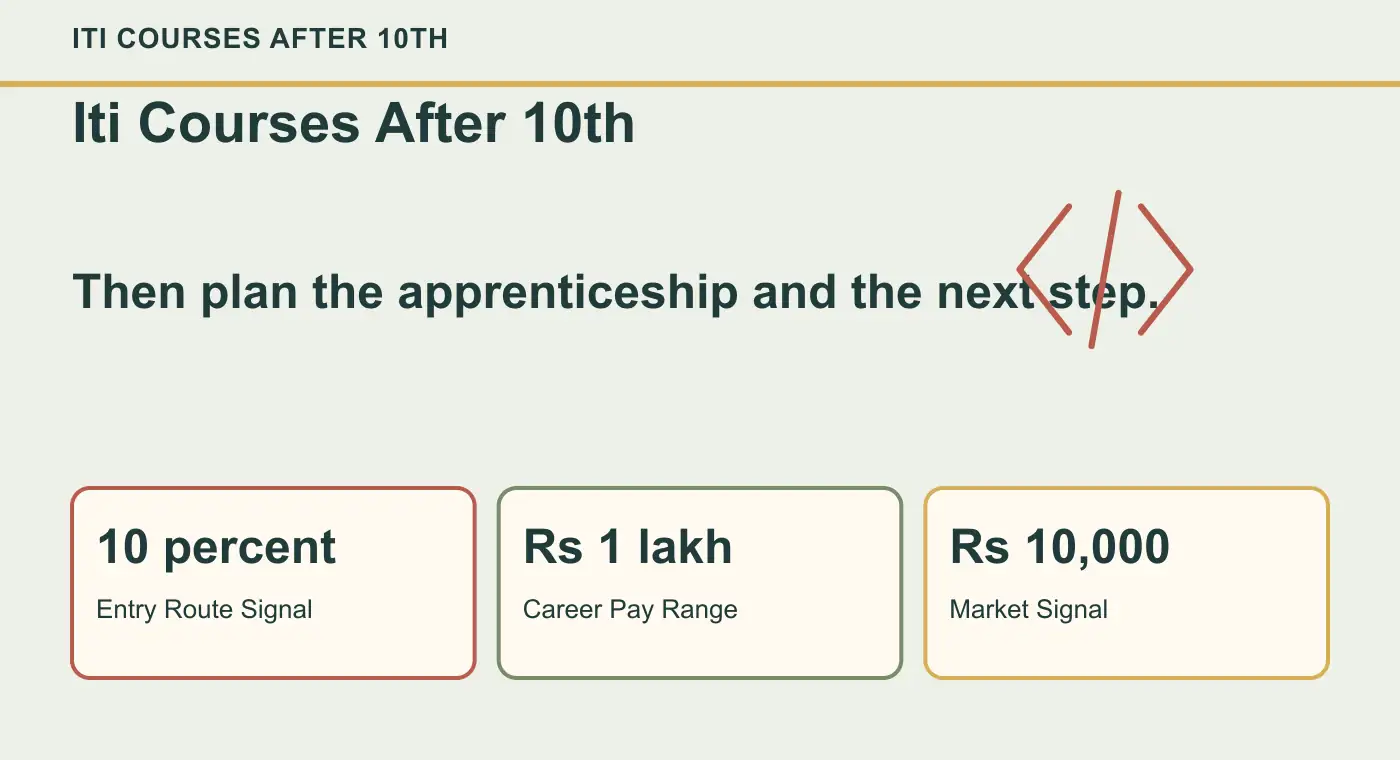 ITI COURSES AFTER 10TH
Iti Courses After 10th
Then plan the apprenticeship and the next step.
10 percent
Entry Route Signal
Rs 1 lakh
Career Pay Range
Rs 10,000
Market Signal